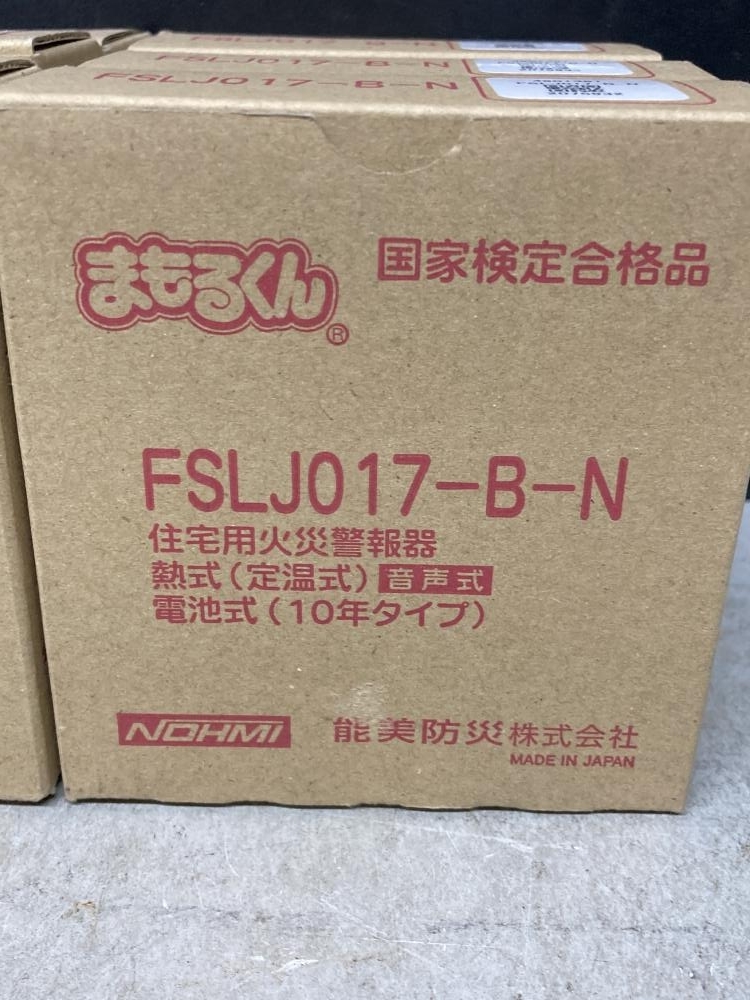 FSLJ017-B-N
FSLJ017-B-N
FSLJ017-B-N
まもるくん®
国家検定合格品
FSLJ017-B-N
住宅用火災警報器
熱式(定温式) 音声式
電池式(10年タイプ)
NOHMI 能美防災株式会社
MADE IN JAPAN